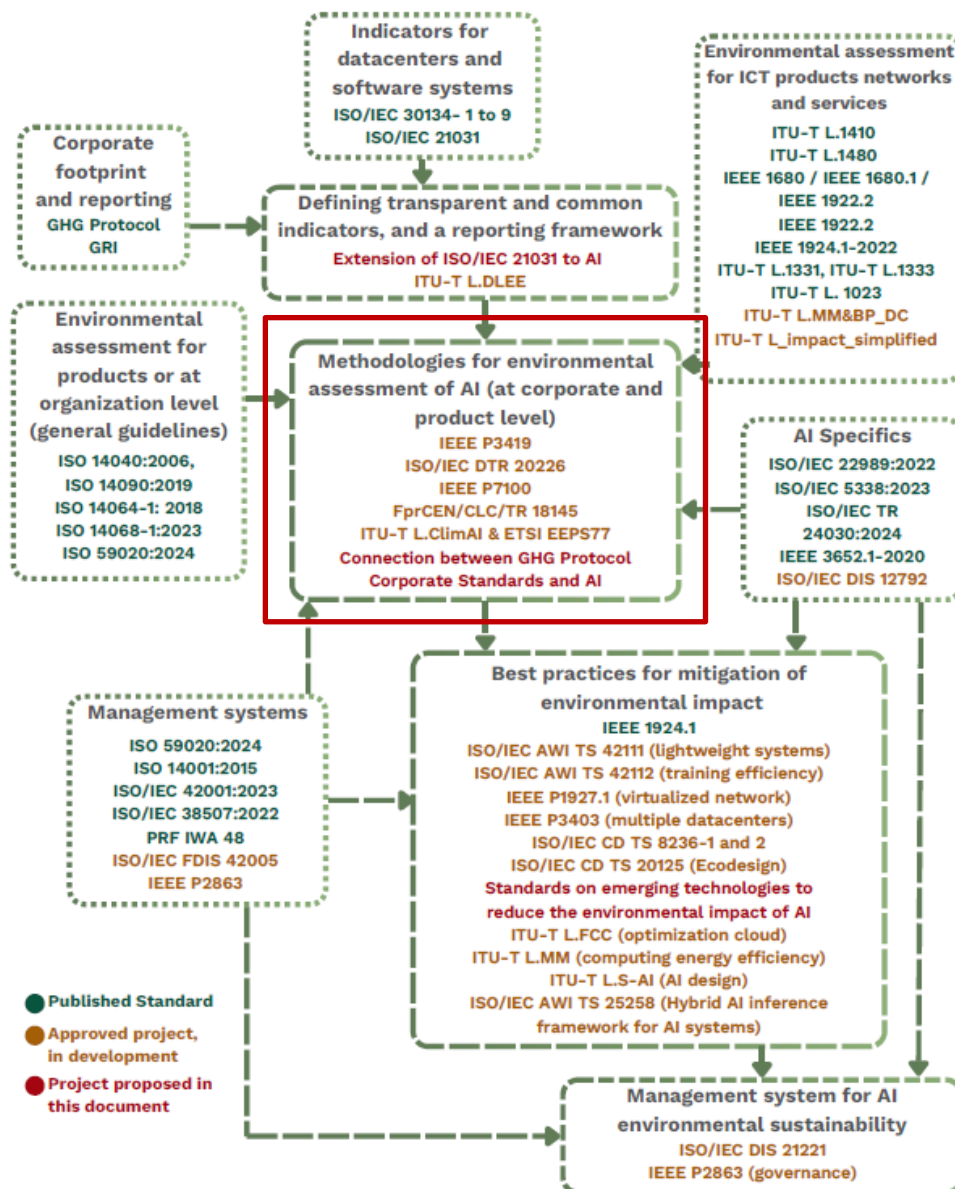 Indicators for
datacenters and
software systems
ISO/IEC 30134- 1 to 9
ISO/IEC 21031
Environmental assessment
for ICT products networks
and services
ITU-T L.1410
ITU-T L.1480
IEEE 1680 / IEEE 1680.1 /
IEEE 1922.2
IEEE 1922.2
IEEE 1924.1-2022
ITU-T L.1331, ITU-T L.1333
ITU-T L. 1023
ITU-T L.MM&BP_DC
ITU-T L_impact_simplified
Corporate
footprint
and reporting
GHG Protocol
GRI
Defining transparent and common
indicators, and a reporting framework
Extension of ISO/IEC 21031 to AI
ITU-T L.DLEE
Environmental
assessment for
products or at
organization level
(general guidelines)
ISO 14040:2006,
ISO 14090:2019
ISO 14064-1: 2018
ISO 14068-1:2023
ISO 59020:2024
Methodologies for environmental
assessment of AI (at corporate and
product level)
IEEE P3419
ISO/IEC DTR 20226
IEEE P7100
FprCEN/CLC/TR 18145
ITU-T L.ClimAI & ETSI EEPS77
Connection between GHG Protocol
Corporate Standards and AI
AI Specifics
ISO/IEC 22989:2022
ISO/IEC 5338:2023
ISO/IEC TR
24030:2024
IEEE 3652.1-2020
ISO/IEC DIS 12792
Management systems
ISO 59020:2024
ISO 14001:2015
ISO/IEC 42001:2023
ISO/IEC 38507:2022
PRF IWA 48
ISO/IEC FDIS 42005
IEEE P2863
Best practices for mitigation of
environmental impact
IEEE 1924.1
ISO/IEC AWI TS 42111 (lightweight systems)
ISO/IEC AWI TS 42112 (training efficiency)
IEEE P1927.1 (virtualized network)
IEEE P3403 (multiple datacenters)
ISO/IEC CD TS 8236-1 and 2
ISO/IEC CD TS 20125 (Ecodesign)
Standards on emerging technologies to
reduce the environmental impact of AI
ITU-T L.FCC (optimization cloud)
ITU-T L.MM (computing energy efficiency)
ITU-T L.S-AI (AI design)
ISO/IEC AWI TS 25258 (Hybrid AI inference
framework for AI systems)
Published Standard
Approved project,
in development
Project proposed in
this document
Management system for AI
environmental sustainability
ISO/IEC DIS 21221
IEEE P2863 (governance)